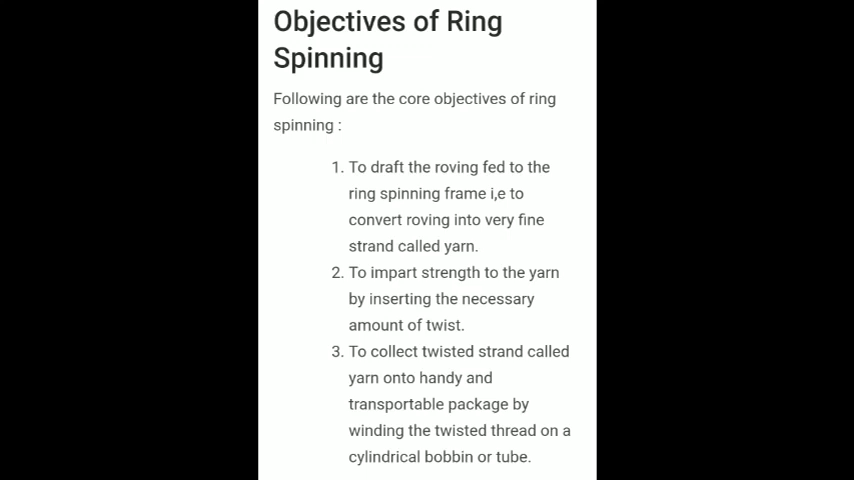 Objectives of Ring
Spinning
Following are the core objectives of ring
spinning :
1. To draft the roving fed to the
ring spinning frame i,e to
convert roving into very fine
strand called yarn.
2. To impart strength to the yarn
by inserting the necessary
amount of twist.
3. To collect twisted strand called
yarn onto handy and
transportable package by
winding the twisted thread on a
cylindrical bobbin or tube.